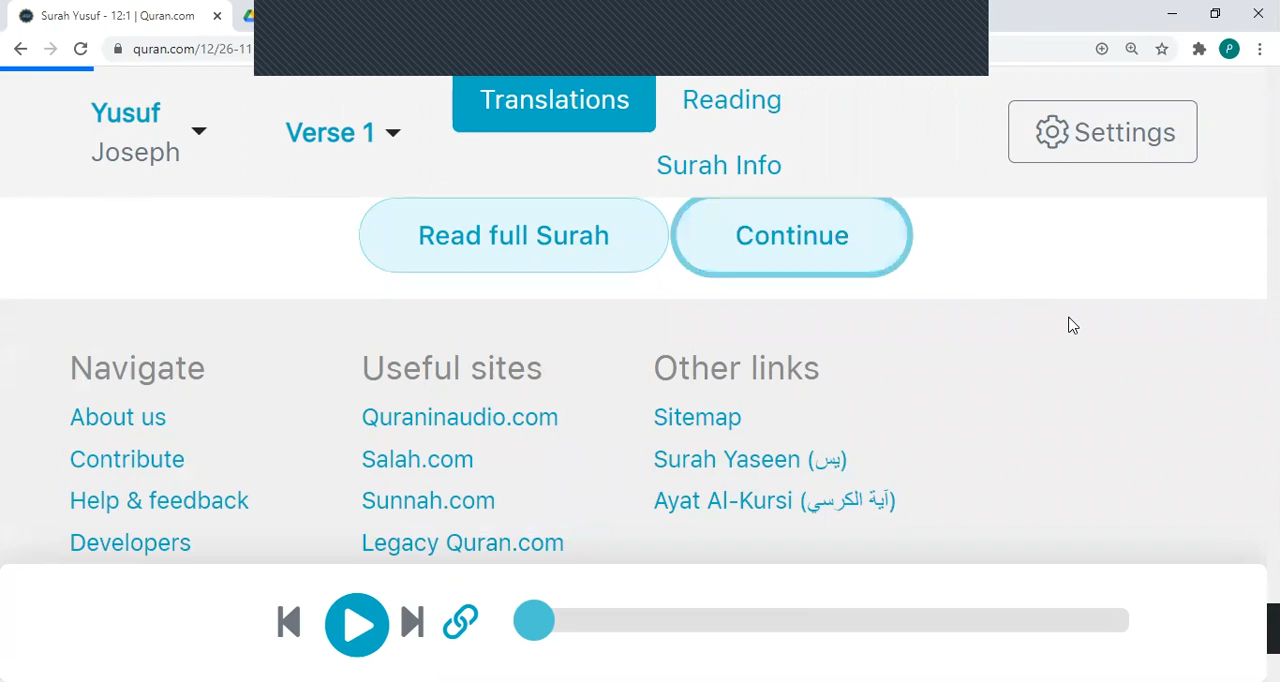 Surah Yusuf - 12:1 | Quran.com
quran.com/12/26-11
P
Yusuf
Joseph
Verse 1
Translations
Reading
Surah Info
Settings
Read full Surah
Continue
Navigate
Useful sites
Other links
About us
Quraninaudio.com
Sitemap
Contribute
Salah.com
Surah Yaseen (يس)
Help & feedback
Sunnah.com
Ayat Al-Kursi (آية الكرسي)
Developers
Legacy Quran.com